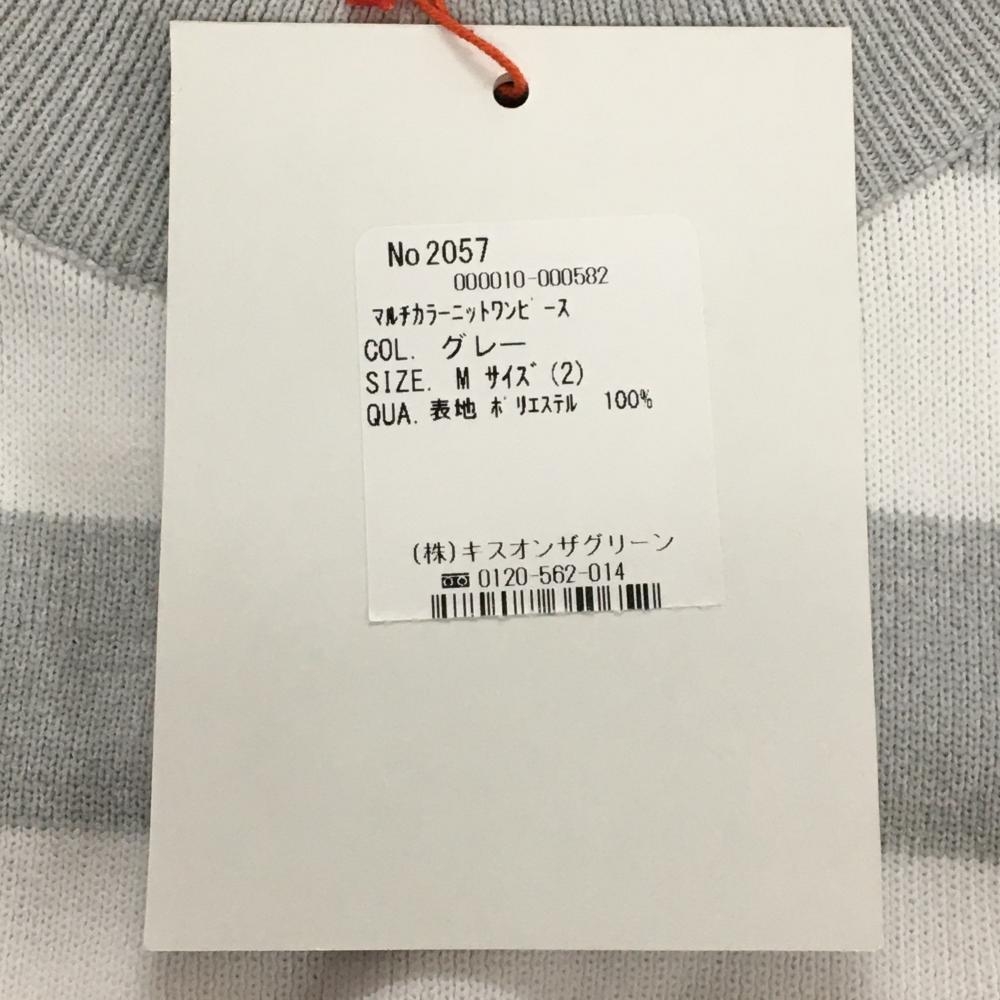 No 2057
000010-000582
ﾏﾙﾁｶﾗｰﾆｯﾄﾜﾝﾋﾟｰｽ
COL. グレー
SIZE. M ｻｲｽﾞ(2)
QUA. 表地 ﾎﾟﾘｴｽﾃﾙ 100%
(株)キスオンザグリーン
0120-562-014